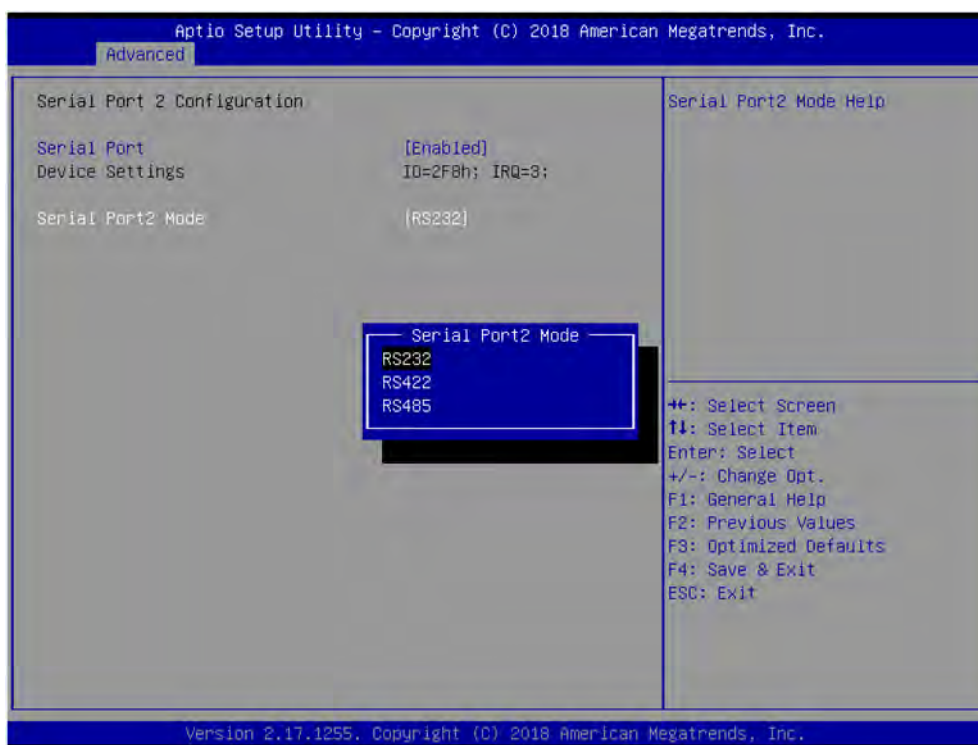 Aptio Setup Utility – Copyright (C) 2018 American Megatrends, Inc.
Advanced
Serial Port 2 Configuration
Serial Port [Enabled]
Device Settings IO=2F8h; IRQ=3;
Serial Port2 Mode [RS232]
Serial Port2 Mode
RS232
RS422
RS485
Serial Port2 Mode Help
→←: Select Screen
↑↓: Select Item
Enter: Select
+/-: Change Opt.
F1: General Help
F2: Previous Values
F3: Optimized Defaults
F4: Save & Exit
ESC: Exit
Version 2.17.1255. Copyright (C) 2018 American Megatrends, Inc.